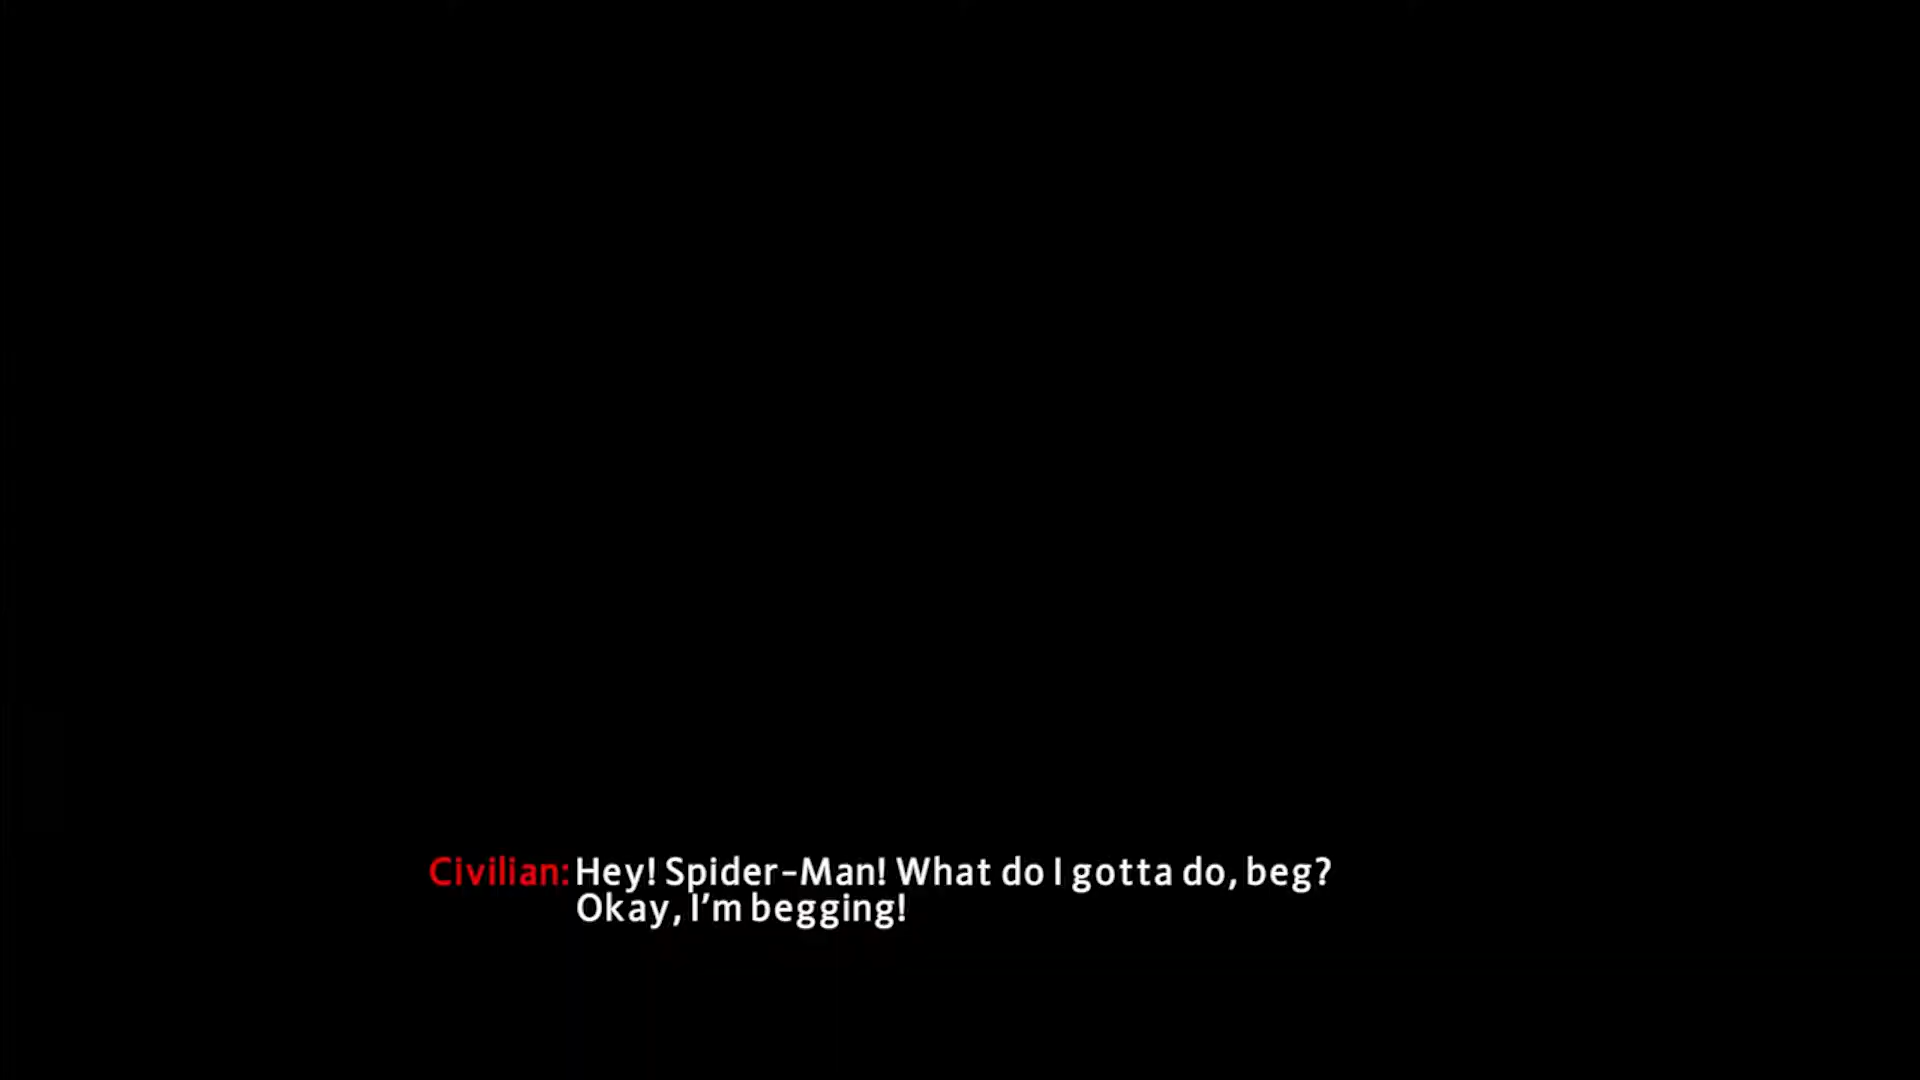 Civilian: Hey! Spider-Man! What do I gotta do, beg?
Okay, I'm begging!